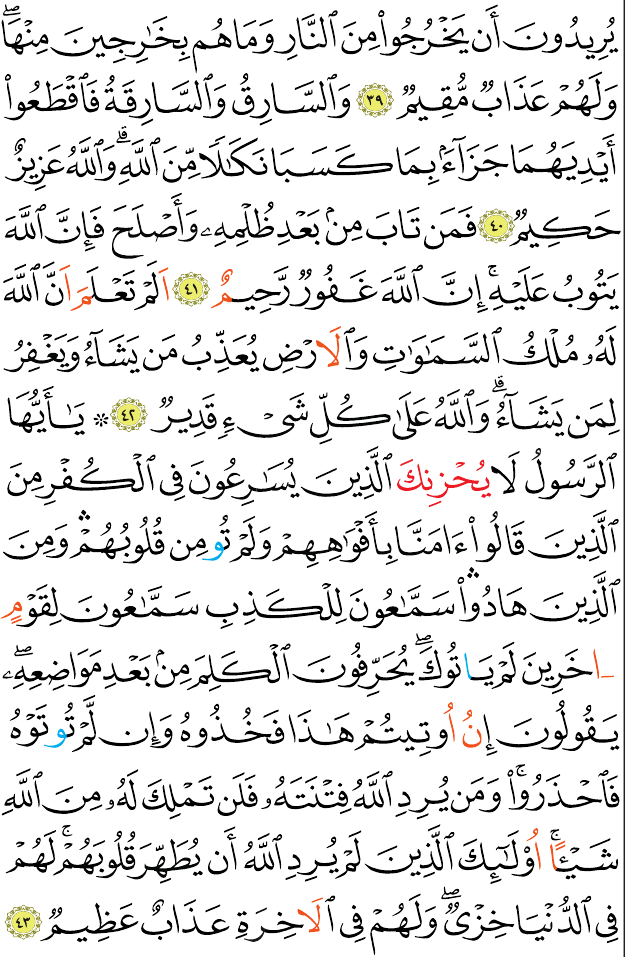 يُرِيدُونَ أَن يَخْرُجُوا۟ مِنَ ٱلنَّارِ وَمَا هُم بِخَٰرِجِينَ مِنْهَا ۖ
وَلَهُمْ عَذَابٌ مُّقِيمٌ ٣٩ وَٱلسَّارِقُ وَٱلسَّارِقَةُ فَٱقْطَعُوٓا۟
أَيْدِيَهُمَا جَزَآءًۢ بِمَا كَسَبَا نَكَٰلًا مِّنَ ٱللَّهِ ۗ وَٱللَّهُ عَزِيزٌ
حَكِيمٌ ٤٠ فَمَن تَابَ مِنۢ بَعْدِ ظُلْمِهِۦ وَأَصْلَحَ فَإِنَّ ٱللَّهَ
يَتُوبُ عَلَيْهِ ۚ إِنَّ ٱللَّهَ غَفُورٌ رَّحِيمٌ ٤١ اَلَمْ تَعْلَمَ اَنَّ ٱللَّهَ
لَهُۥ مُلْكُ ٱلسَّمَٰوَٰتِ وَٱلَارْضِ يُعَذِّبُ مَن يَشَآءُ وَيَغْفِرُ
لِمَن يَشَآءُ ۗ وَٱللَّهُ عَلَىٰ كُلِّ شَىْءٍ قَدِيرٌ ٤٢ * يَٰٓأَيُّهَا
ٱلرَّسُولُ لَا يُحْزِنكَ ٱلَّذِينَ يُسَٰرِعُونَ فِى ٱلْكُفْرِ مِنَ
ٱلَّذِينَ قَالُوٓا۟ ءَامَنَّا بِأَفْوَٰهِهِمْ وَلَمْ تُومِن قُلُوبُهُمْ ۛ وَمِنَ
ٱلَّذِينَ هَادُوا۟ ۛ سَمَّٰعُونَ لِلْكَذِبِ سَمَّٰعُونَ لِقَوْمٍ
اخَرِينَ لَمْ يَاتُوكَ ۖ يُحَرِّفُونَ ٱلْكَلِمَ مِنۢ بَعْدِ مَوَاضِعِهِۦ ۖ
يَقُولُونَ إِنُ اُوتِيتُمْ هَٰذَا فَخُذُوهُ وَإِن لَّمْ تُوتَوْهُ
فَٱحْذَرُوا۟ ۚ وَمَن يُرِدِ ٱللَّهُ فِتْنَتَهُۥ فَلَن تَمْلِكَ لَهُۥ مِنَ ٱللَّهِ
شَيْـًٔا ۚ اُو۟لَٰٓئِكَ ٱلَّذِينَ لَمْ يُرِدِ ٱللَّهُ أَن يُطَهِّرَ قُلُوبَهُمْ ۚ لَهُمْ
فِى ٱلدُّنْيَا خِزْىٌ ۖ وَلَهُمْ فِى ٱلَاخِرَةِ عَذَابٌ عَظِيمٌ ٤٣